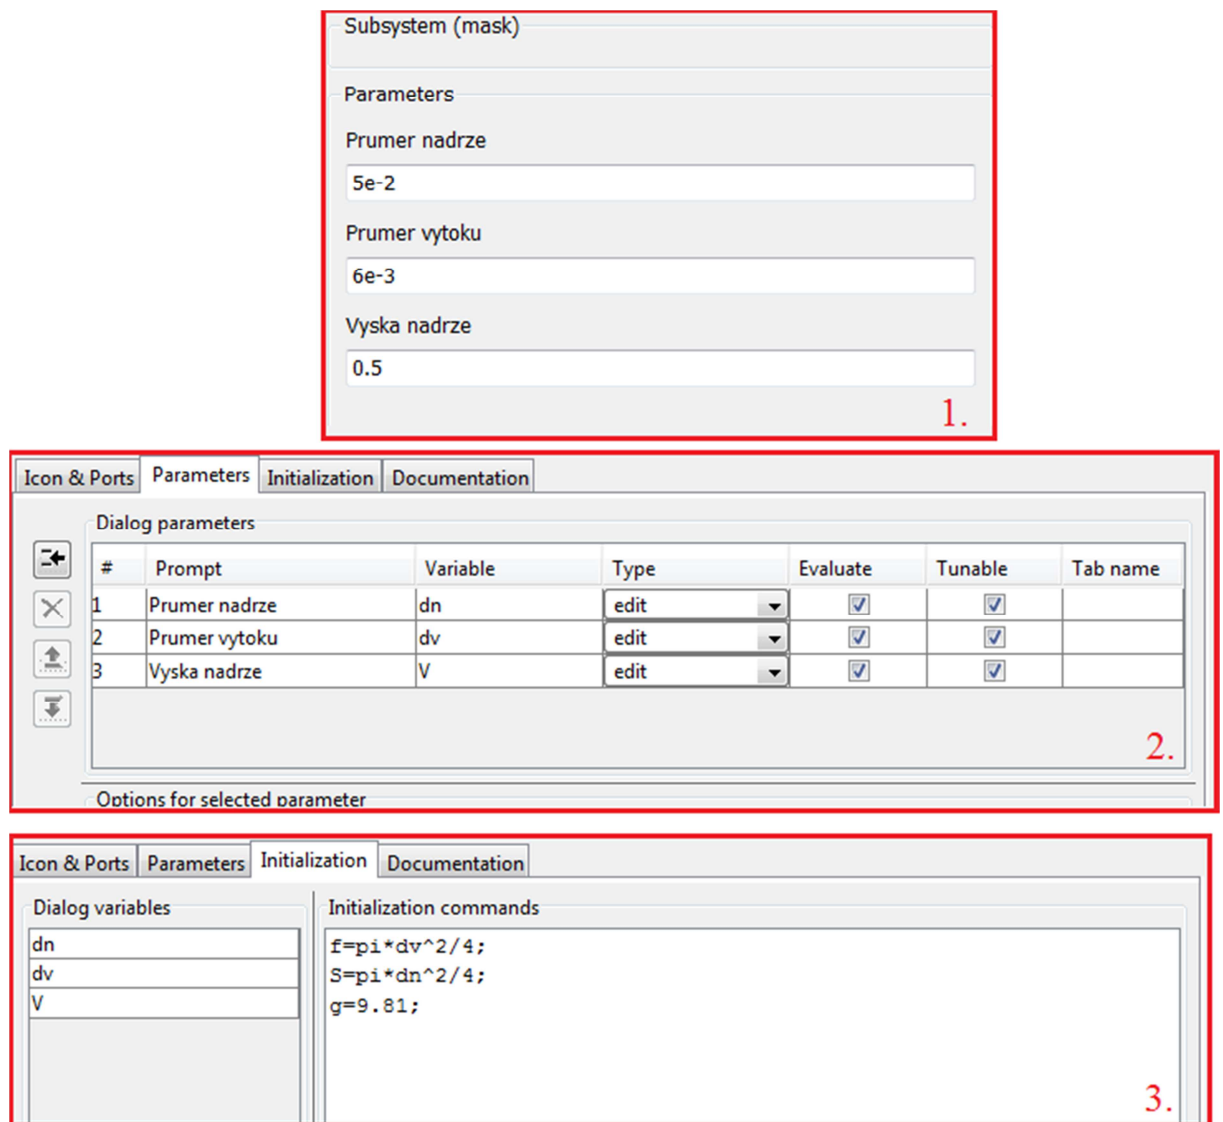 Subsystem (mask)
Parameters
Prumer nadrze
5e-2
Prumer vytoku
6e-3
Vyska nadrze
0.5
1.
Icon & Ports Parameters Initialization Documentation
Dialog parameters
# Prompt Variable Type Evaluate Tunable Tab name
1 Prumer nadrze dn edit
2 Prumer vytoku dv edit
3 Vyska nadrze V edit
2.
Options for selected parameter
Icon & Ports Parameters Initialization Documentation
Dialog variables Initialization commands
dn f=pi*dv^2/4;
dv S=pi*dn^2/4;
V g=9.81;
3.